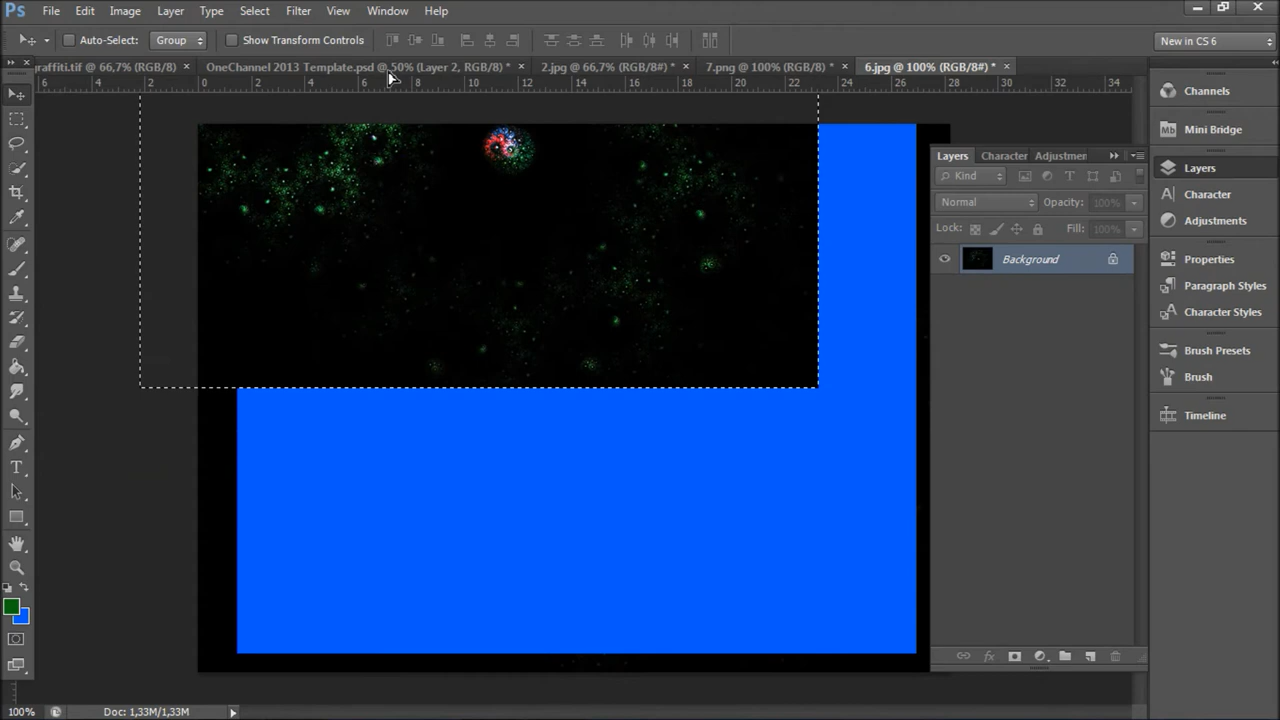 Ps File Edit Image Layer Type Select Filter View Window Help
Auto-Select: Group Show Transform Controls New in CS 6
graffiti.tif @ 66,7% (RGB/8) × OneChannel 2013 Template.psd @ 50% (Layer 2, RGB/8) * × 2.jpg @ 66,7% (RGB/8#) * × 7.png @ 100% (RGB/8) * × 6.jpg @ 100% (RGB/8#) * ×
6 4 2 0 2 4 6 8 10 12 14 16 18 20 22 24 26 28 30 32 34
Channels
Mb Mini Bridge
Layers Character Adjustmen
Layers
Kind
Character
Normal Opacity: 100%
Adjustments
Lock: Fill: 100%
Background
Properties
Paragraph Styles
Character Styles
Brush Presets
Brush
Timeline
100% Doc: 1,33M/1,33M